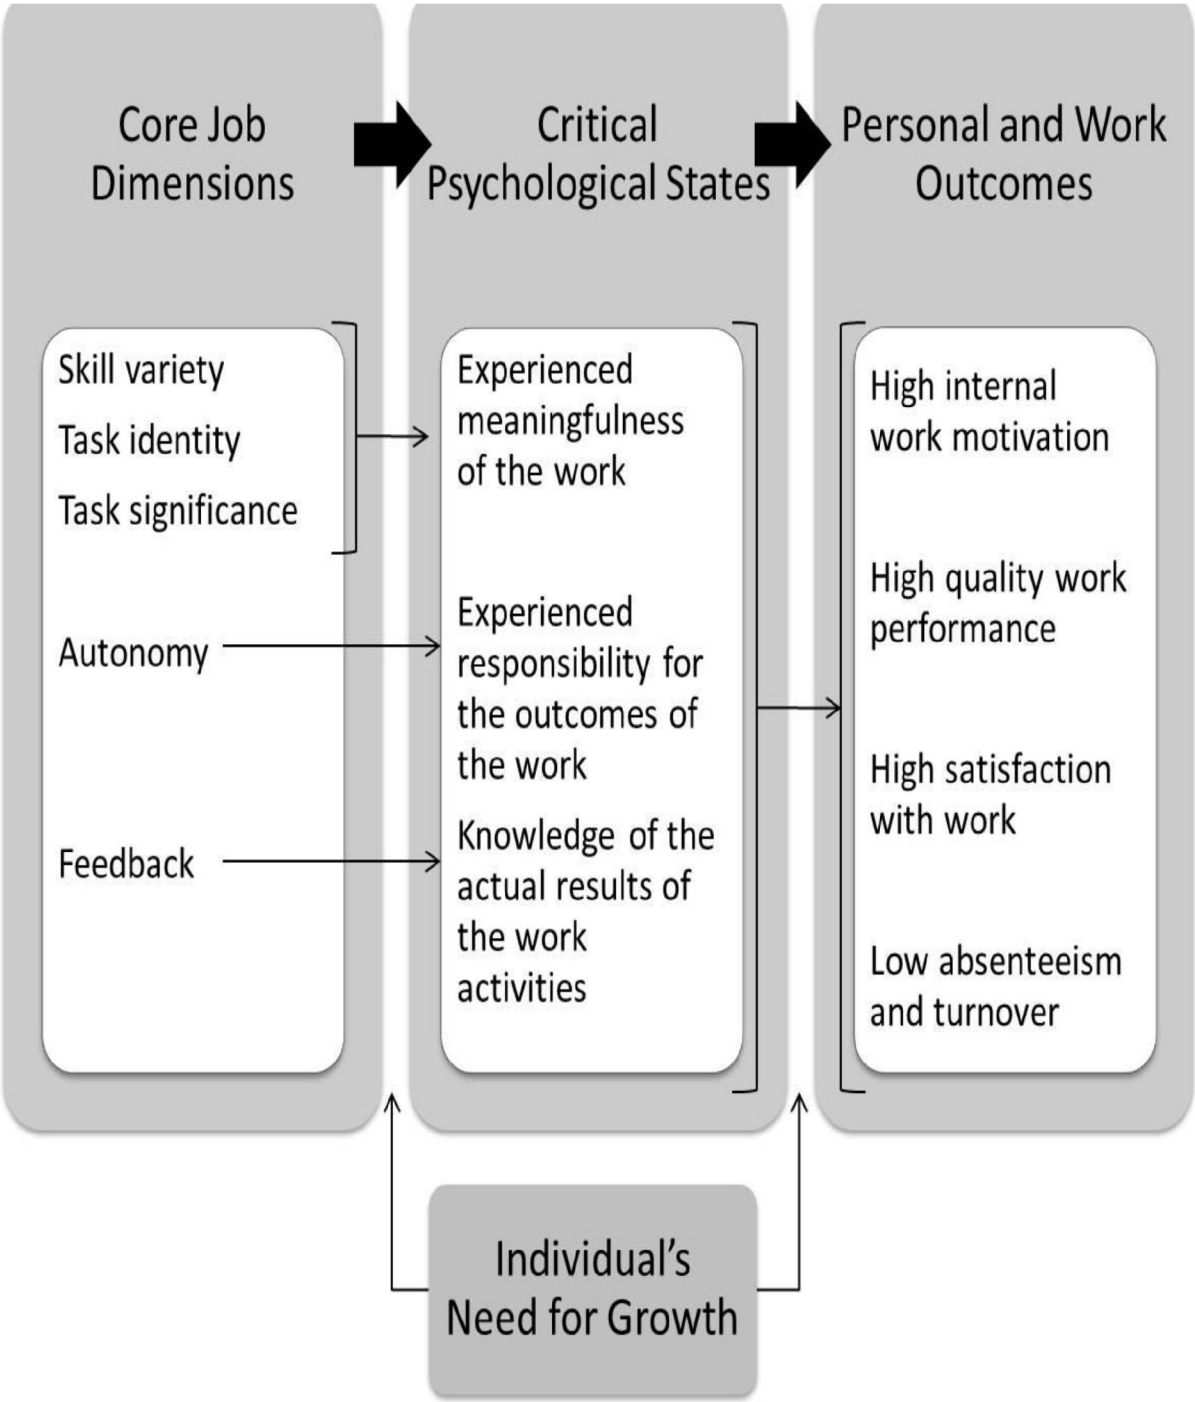 Core Job
Dimensions
Critical
Psychological States
Personal and Work
Outcomes
Skill variety
Task identity
Task significance
Autonomy
Feedback
Experienced
meaningfulness
of the work
Experienced
responsibility for
the outcomes of
the work
Knowledge of the
actual results of
the work
activities
High internal
work motivation
High quality work
performance
High satisfaction
with work
Low absenteeism
and turnover
Individual’s
Need for Growth